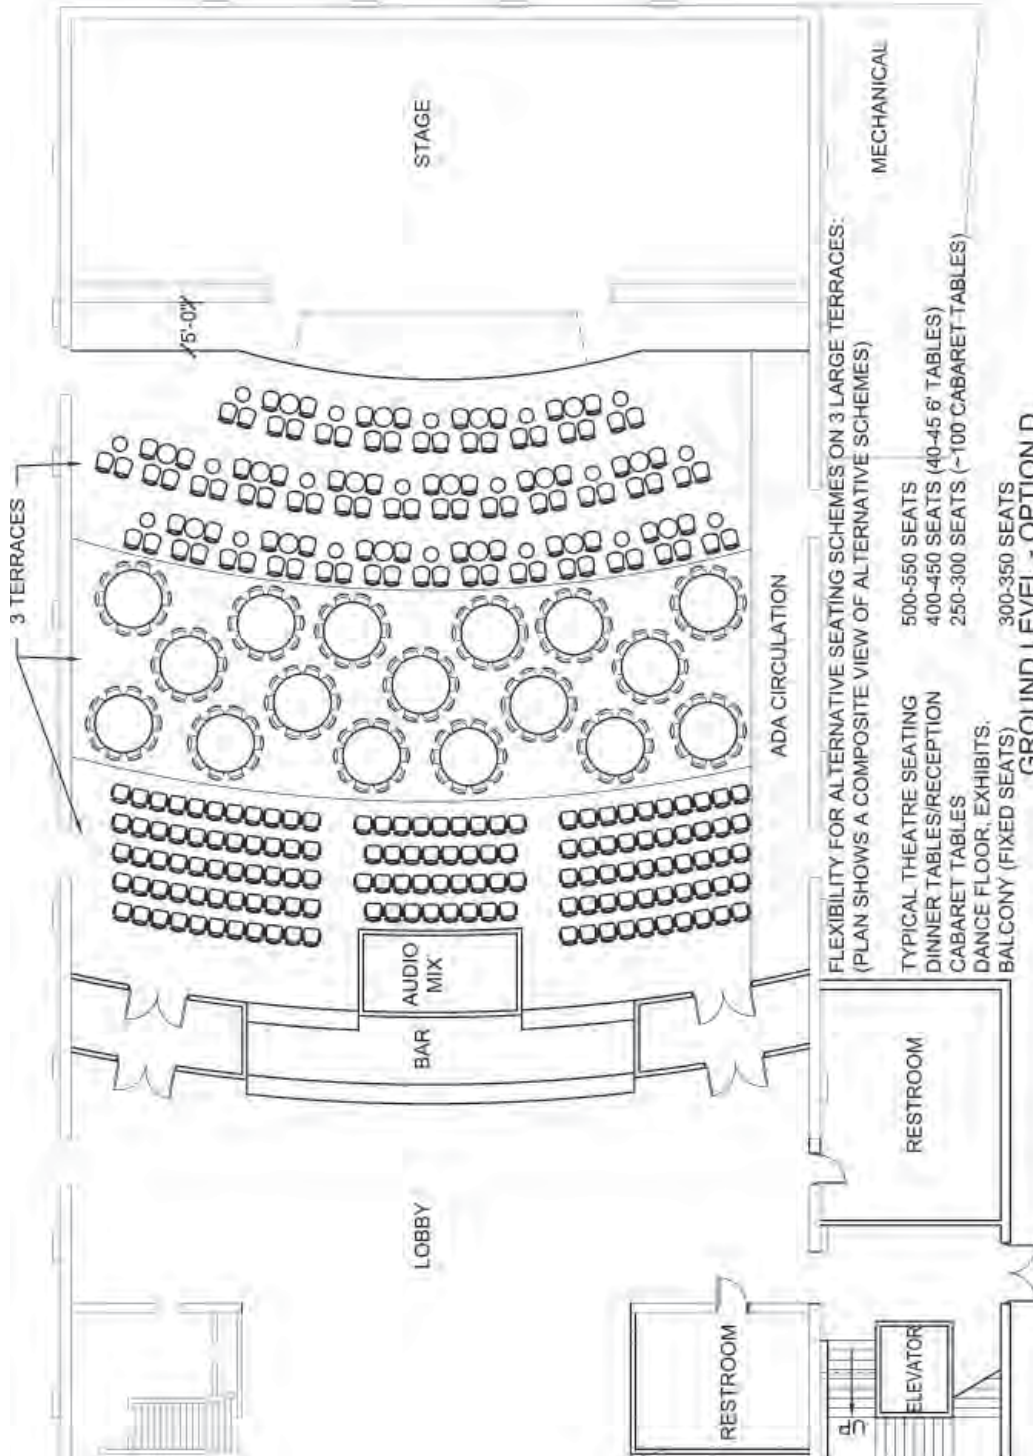 3 TERRACES
5'-0"
STAGE
MECHANICAL
ADA CIRCULATION
AUDIO
MIX
BAR
LOBBY
RESTROOM
RESTROOM
ELEVATOR
UP
FLEXIBILITY FOR ALTERNATIVE SEATING SCHEMES ON 3 LARGE TERRACES:
(PLAN SHOWS A COMPOSITE VIEW OF ALTERNATIVE SCHEMES)
TYPICAL THEATRE SEATING 500-550 SEATS
DINNER TABLES/RECEPTION 400-450 SEATS (40-45 6' TABLES)
CABARET TABLES 250-300 SEATS (~100 CABARET TABLES)
DANCE FLOOR, EXHIBITS.
BALCONY (FIXED SEATS) 300-350 SEATS
GROUND LEVEL - OPTION D